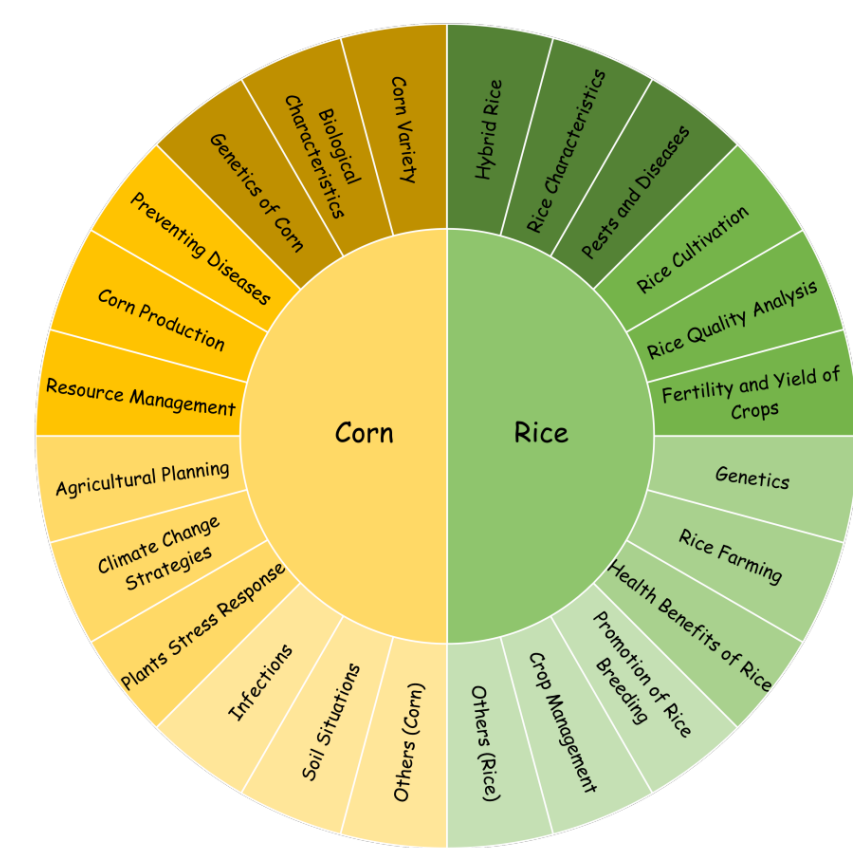 Corn
Rice
Hybrid Rice
Rice Characteristics
Pests and Diseases
Rice Cultivation
Rice Quality Analysis
Fertility and Yield of
Crops
Genetics
Rice Farming
Health Benefits of Rice
Promotion of Rice
Breeding
Crop Management
Others (Rice)
Others (Corn)
Soil Situations
Infections
Plants Stress Response
Climate Change
Strategies
Agricultural Planning
Resource Management
Corn Production
Preventing Diseases
Genetics of Corn
Biological
Characteristics
Corn Variety